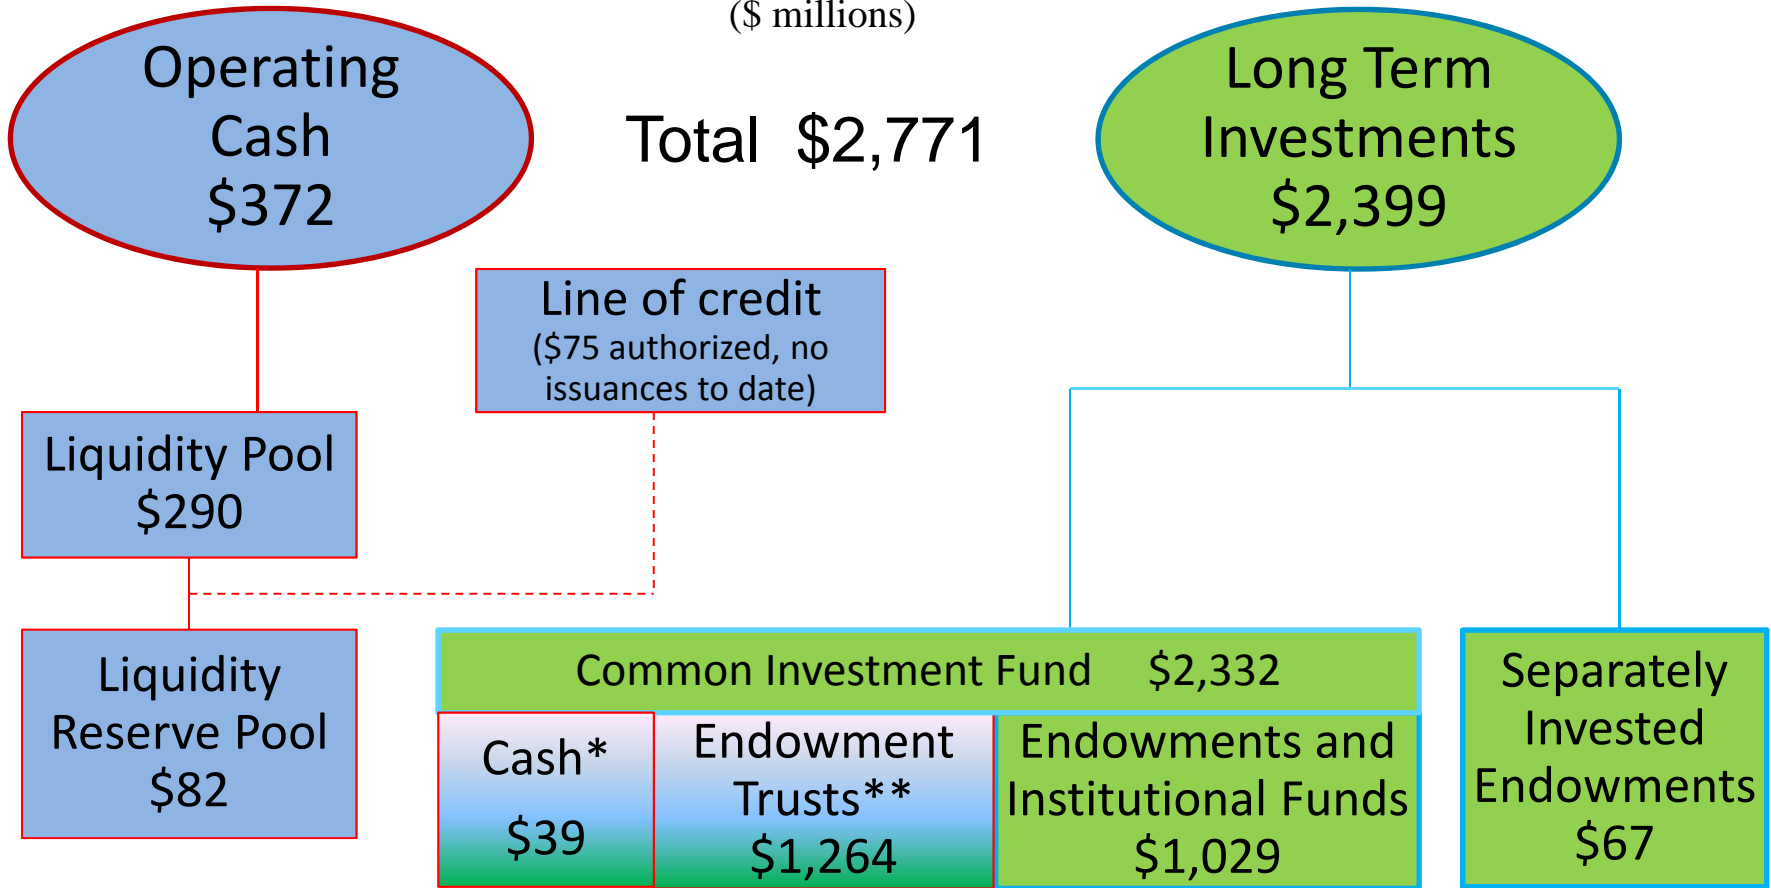 ($ millions)
Operating
Cash
$372
Total $2,771
Long Term
Investments
$2,399
Line of credit
($75 authorized, no
issuances to date)
Liquidity Pool
$290
Liquidity
Reserve Pool
$82
Common Investment Fund $2,332
Cash*
$39
Endowment
Trusts**
$1,264
Endowments and
Institutional Funds
$1,029
Separately
Invested
Endowments
$67